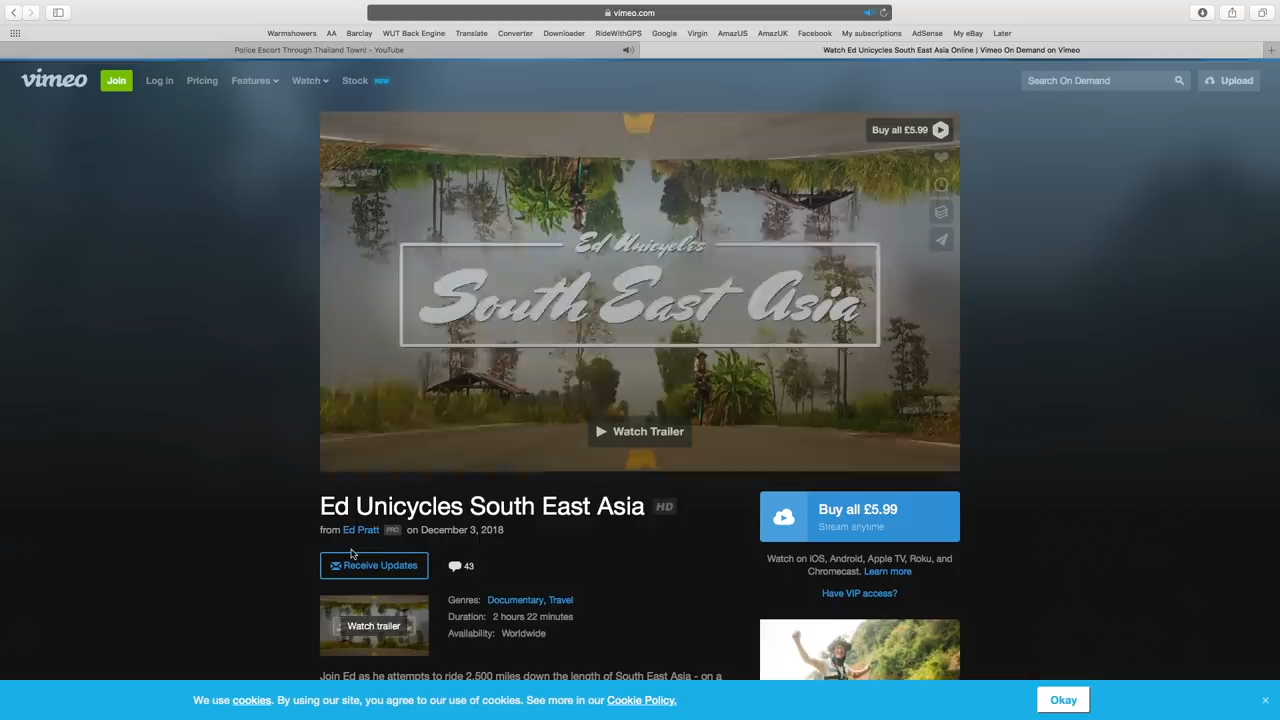 vimeo.com
Warmshowers AA Barclay WUT Back Engine Translate Converter Downloader RideWithGPS Google Virgin AmazUS AmazUK Facebook My subscriptions AdSense My eBay Later
Police Escort Through Thailand Town! - YouTube
Watch Ed Unicycles South East Asia Online | Vimeo On Demand on Vimeo
vimeo Join Log in Pricing Features Watch Stock NEW Search On Demand Upload
Buy all £5.99
Ed Unicycles
South East Asia
Watch Trailer
Ed Unicycles South East Asia HD
from Ed Pratt PRO on December 3, 2018
Receive Updates 43
Watch trailer
Genres: Documentary, Travel
Duration: 2 hours 22 minutes
Availability: Worldwide
Join Ed as he attempts to ride 2,500 miles down the length of South East Asia - on a
Buy all £5.99
Stream anytime
Watch on iOS, Android, Apple TV, Roku, and
Chromecast. Learn more
Have VIP access?
We use cookies. By using our site, you agree to our use of cookies. See more in our Cookie Policy.
Okay